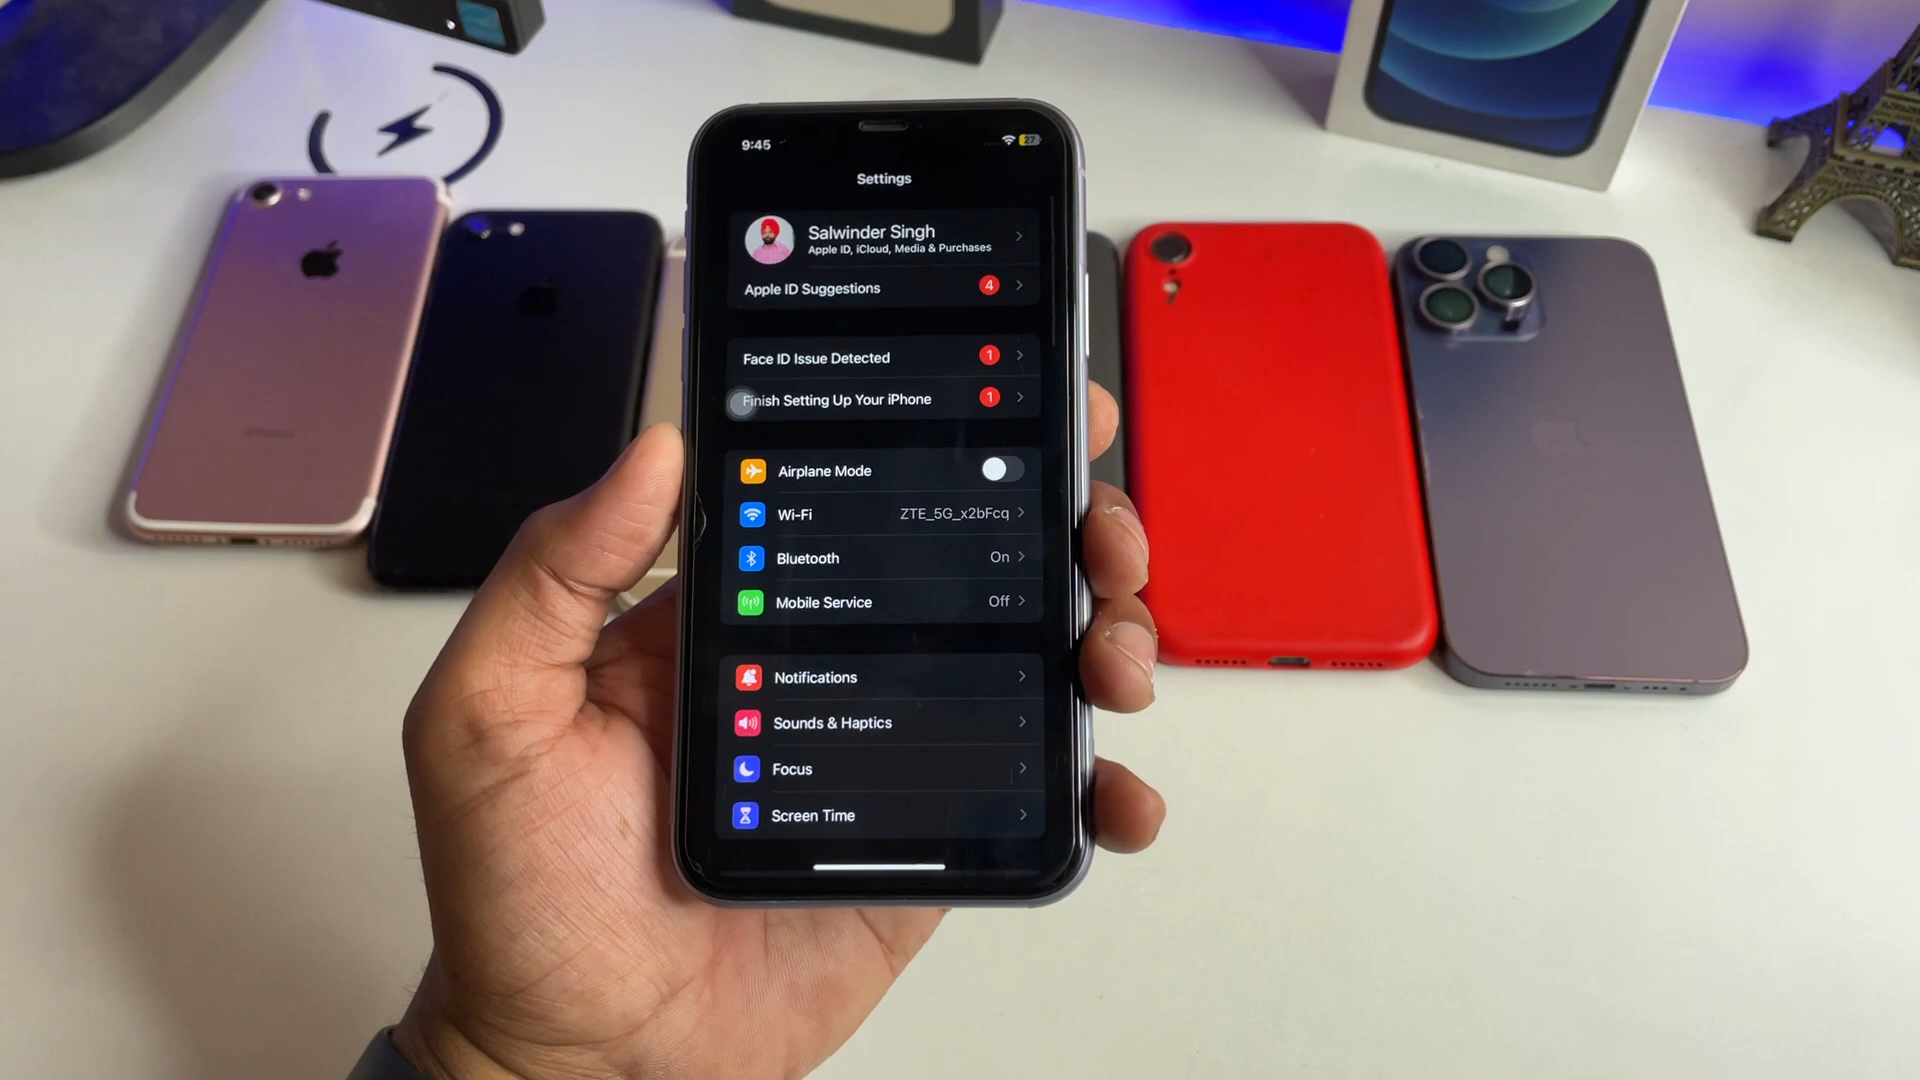 9:45
27
Settings
Salwinder Singh
Apple ID, iCloud, Media & Purchases
Apple ID Suggestions 4
Face ID Issue Detected 1
Finish Setting Up Your iPhone 1
Airplane Mode
Wi-Fi ZTE_5G_x2bFcq
Bluetooth On
Mobile Service Off
Notifications
Sounds & Haptics
Focus
Screen Time